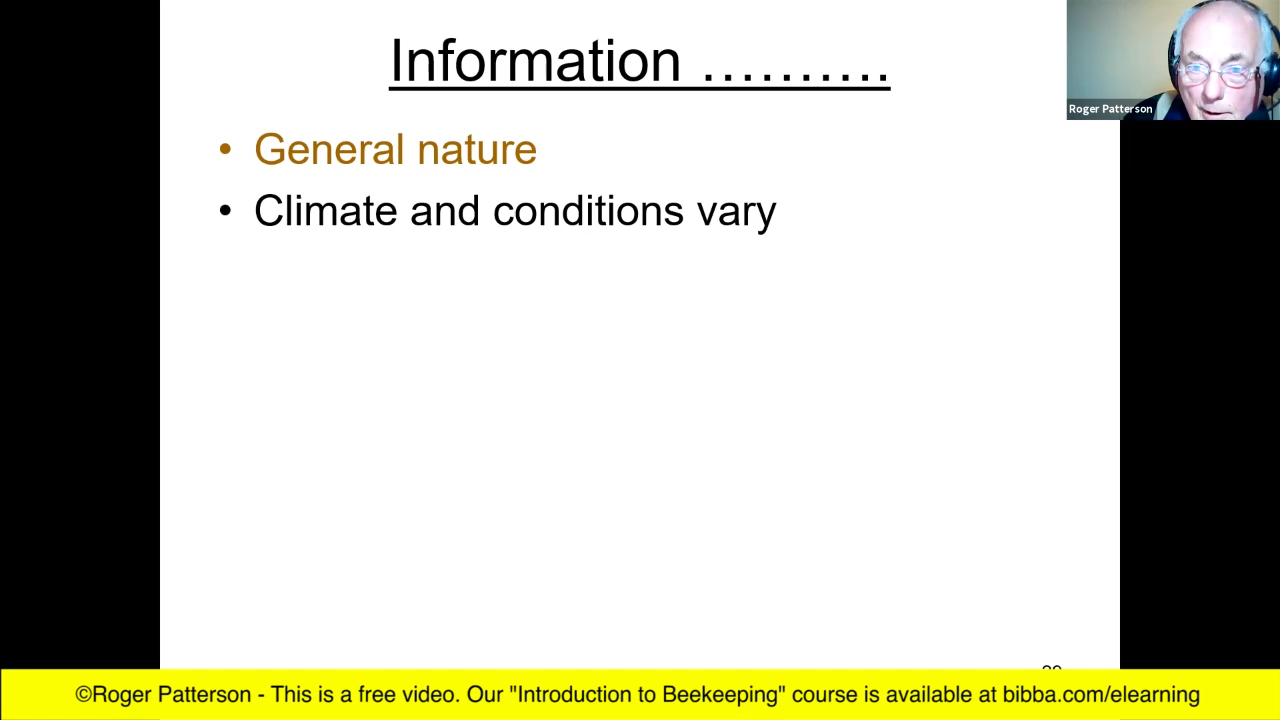 Information ……….
Roger Patterson
• General nature
• Climate and conditions vary
©Roger Patterson - This is a free video. Our "Introduction to Beekeeping" course is available at bibba.com/elearning